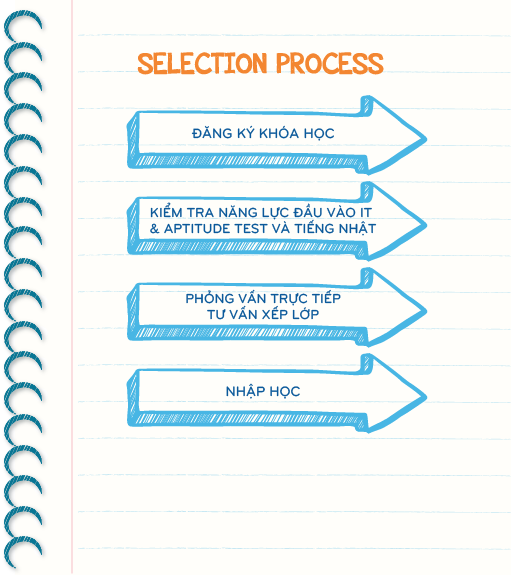 SELECTION PROCESS
ĐĂNG KÝ KHÓA HỌC
KIỂM TRA NĂNG LỰC ĐẦU VÀO IT
& APTITUDE TEST VÀ TIẾNG NHẬT
PHỎNG VẤN TRỰC TIẾP
TƯ VẤN XẾP LỚP
NHẬP HỌC